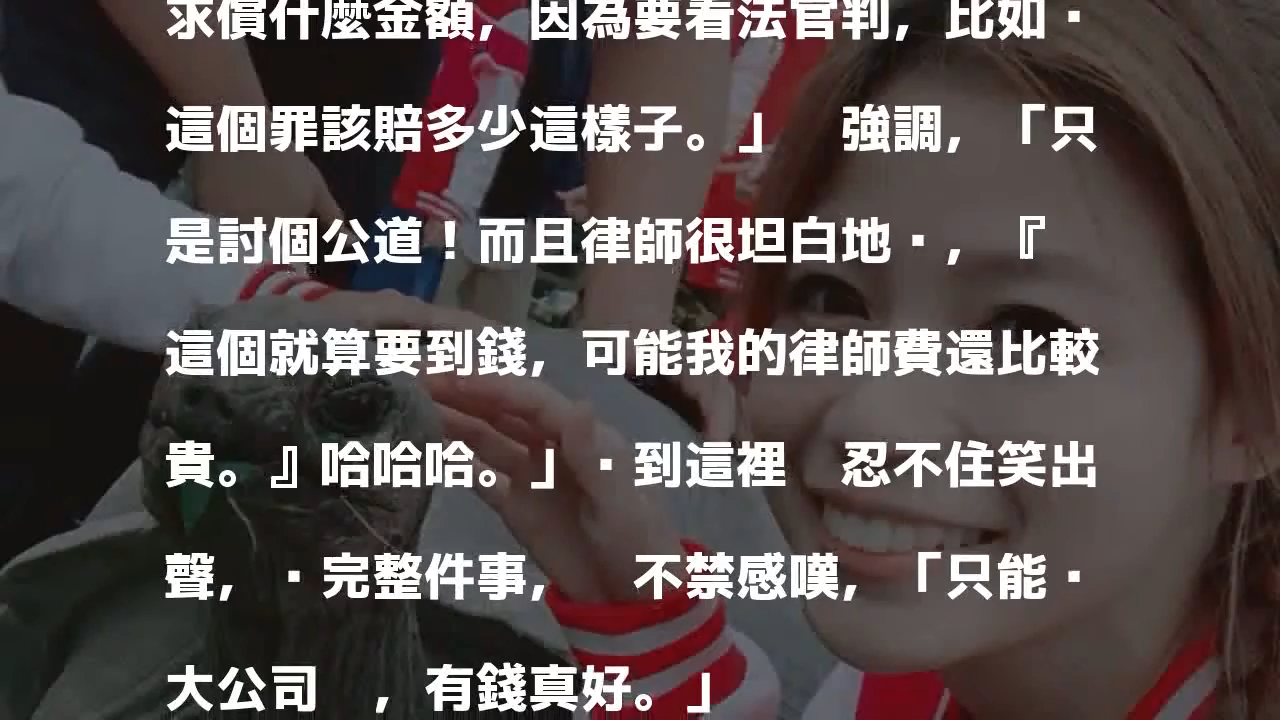 求償什麼金額，因為要看法官判，比如▪
這個罪該賠多少這樣子。」　強調，「只
是討個公道！而且律師很坦白地▪，『
這個就算要到錢，可能我的律師費還比較
貴。』哈哈哈。」▪到這裡　忍不住笑出
聲，▪完整件事，　不禁感嘆，「只能▪
大公司　，有錢真好。」